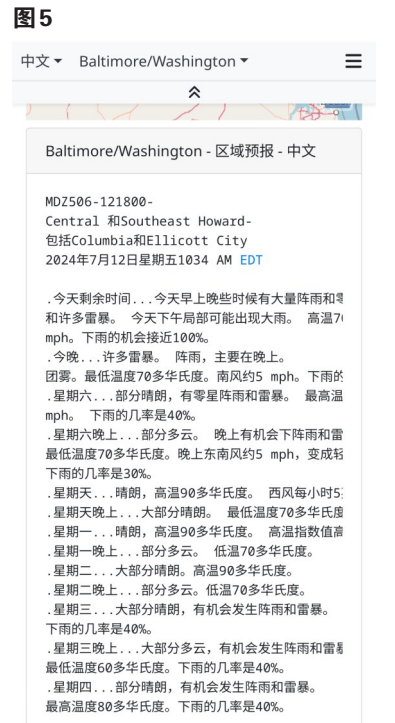 图5
中文 Baltimore/Washington
Baltimore/Washington - 区域预报 - 中文
MDZ506-121800-
Central 和Southeast Howard-
包括Columbia和Ellicott City
2024年7月12日星期五1034 AM EDT
.今天剩余时间...今天早上晚些时候有大量阵雨和零
和许多雷暴。 今天下午局部可能出现大雨。 高温70
mph。下雨的机会接近100%。
.今晚...许多雷暴。 阵雨，主要在晚上。
团雾。最低温度70多华氏度。南风约5 mph。下雨的
.星期六...部分晴朗，有零星阵雨和雷暴。 最高温
mph。 下雨的几率是40%。
.星期六晚上...部分多云。 晚上有机会下阵雨和雷
最低温度70多华氏度。晚上东南风约5 mph，变成轻
下雨的几率是30%。
.星期天...晴朗，高温90多华氏度。 西风每小时5
.星期天晚上...大部分晴朗。 最低温度70多华氏度
.星期一...晴朗，高温90多华氏度。 高温指数值高
.星期一晚上...部分多云。 低温70多华氏度。
.星期二...大部分晴朗。高温90多华氏度。
.星期二晚上...部分多云。低温70多华氏度。
.星期三...大部分晴朗，有机会发生阵雨和雷暴。
下雨的几率是40%。
.星期三晚上...大部分多云，有机会发生阵雨和雷暴
最低温度60多华氏度。下雨的几率是40%。
.星期四...部分晴朗，有机会发生阵雨和雷暴。
最高温度80多华氏度。下雨的几率是40%。